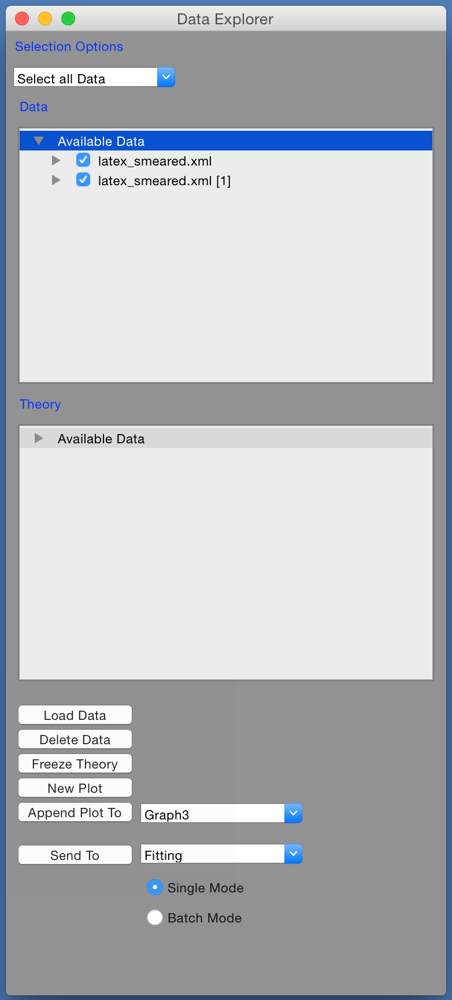 Data Explorer
Selection Options
Select all Data
Data
Available Data
latex_smeared.xml
latex_smeared.xml [1]
Theory
Available Data
Load Data
Delete Data
Freeze Theory
New Plot
Append Plot To Graph3
Send To Fitting
Single Mode
Batch Mode